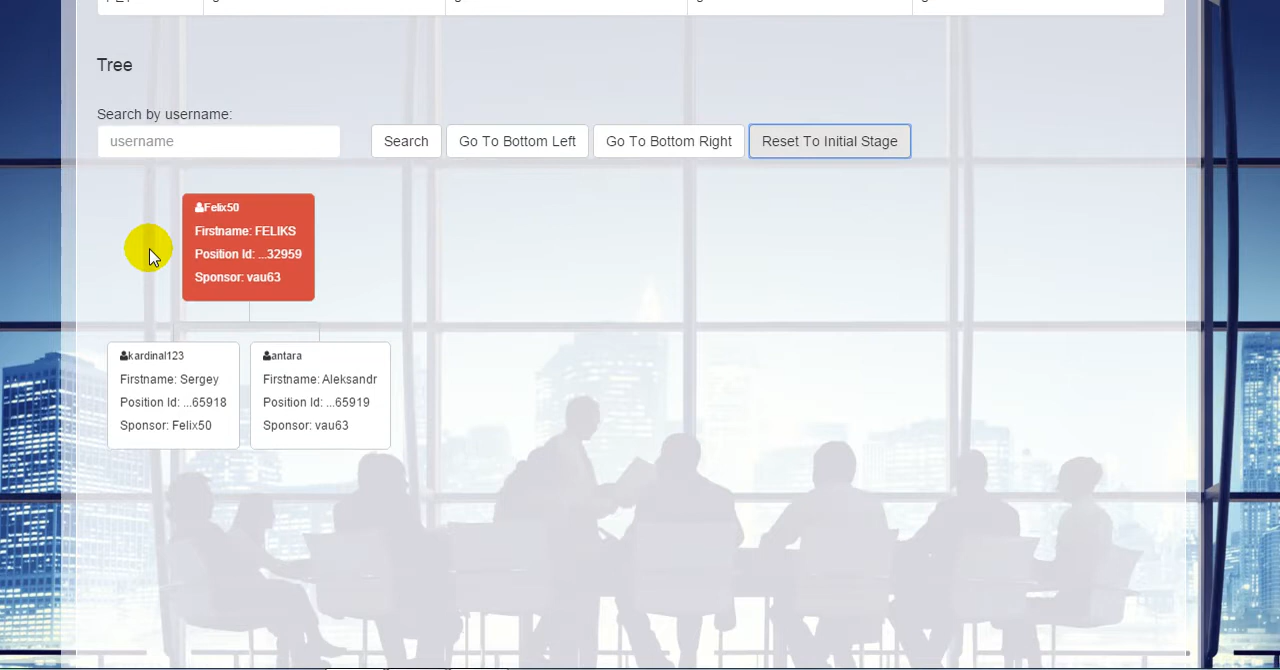 Tree
Search by username:
username
Search
Go To Bottom Left
Go To Bottom Right
Reset To Initial Stage
Felix50
Firstname: FELIKS
Position Id: ...32959
Sponsor: vau63
kardinal123
Firstname: Sergey
Position Id: ...65918
Sponsor: Felix50
antara
Firstname: Aleksandr
Position Id: ...65919
Sponsor: vau63